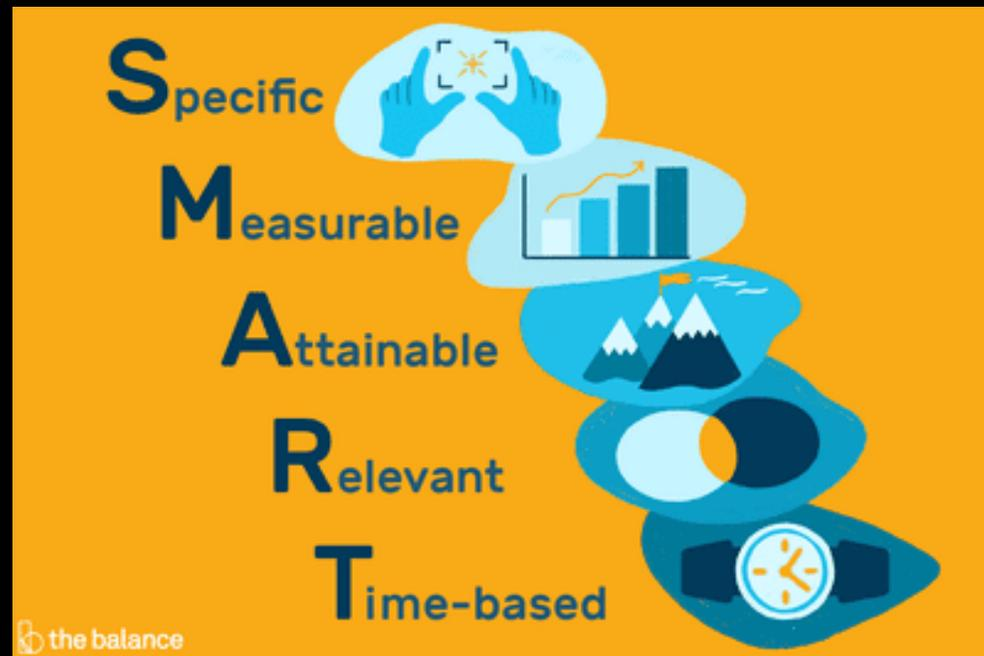 Specific
Measurable
Attainable
Relevant
Time-based
the balance